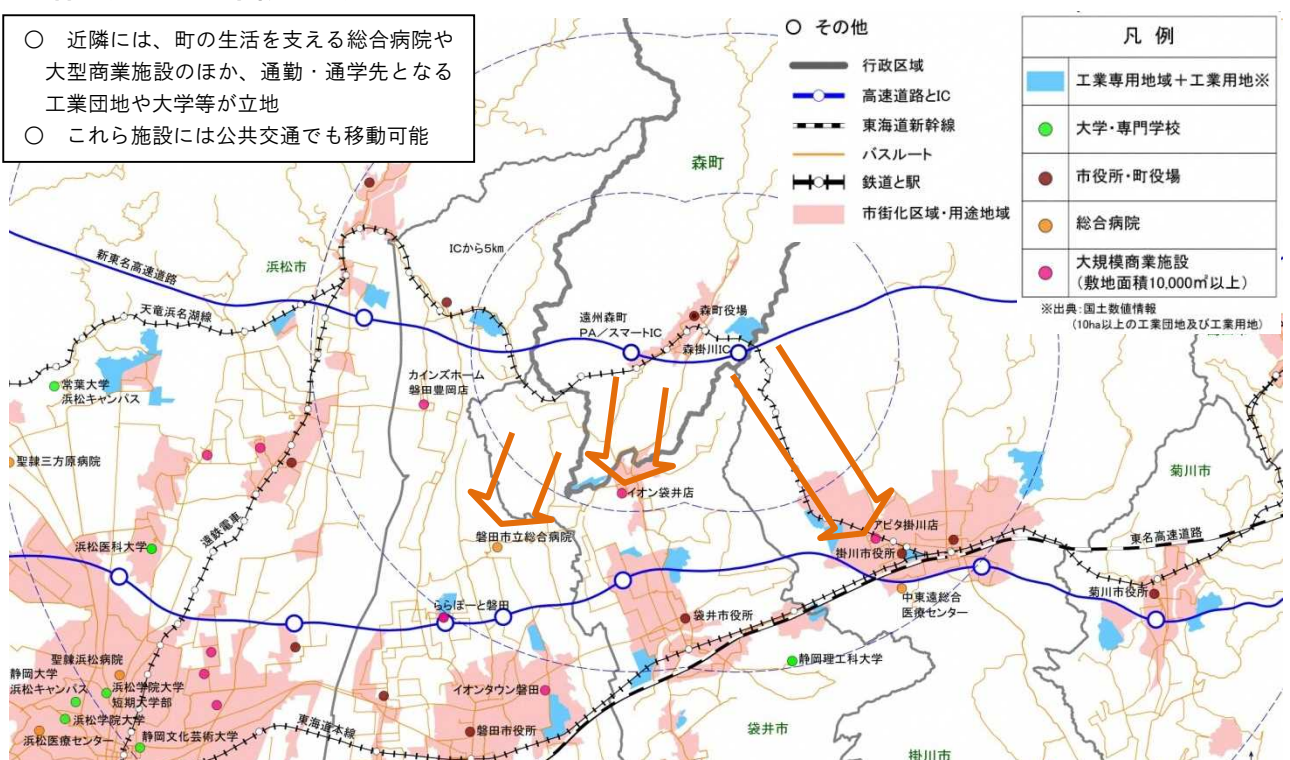 ○　近隣には、町の生活を支える総合病院や
大型商業施設のほか、通勤・通学先となる
工業団地や大学等が立地
○　これら施設には公共交通でも移動可能
その他
行政区域
高速道路とIC
東海道新幹線
バスルート
鉄道と駅
市街化区域・用途地域
凡 例
工業専用地域＋工業用地※
大学・専門学校
市役所・町役場
総合病院
大規模商業施設
(敷地面積10,000㎡以上)
※出典:国土数値情報
(10ha以上の工業団地及び工業用地)
森町
ICから5km
浜松市
新東名高速道路
天竜浜名湖線
遠州森町
PA／スマートIC
森町役場
森掛川IC
カインズホーム
磐田豊岡店
常葉大学
浜松キャンパス
聖隷三方原病院
イオン袋井店
菊川市
遠鉄電車
浜松医科大学
磐田市立総合病院
アピタ掛川店
掛川市役所
東名高速道路
中東遠総合
医療センター
菊川市役所
ららぽーと磐田
袋井市役所
静岡理工科大学
聖隷浜松病院
静岡大学
浜松キャンパス
浜松学院大学
短期大学部
浜松学院大学
浜松医療センター
静岡文化芸術大学
東海道本線
イオンタウン磐田
磐田市役所
袋井市
掛川市